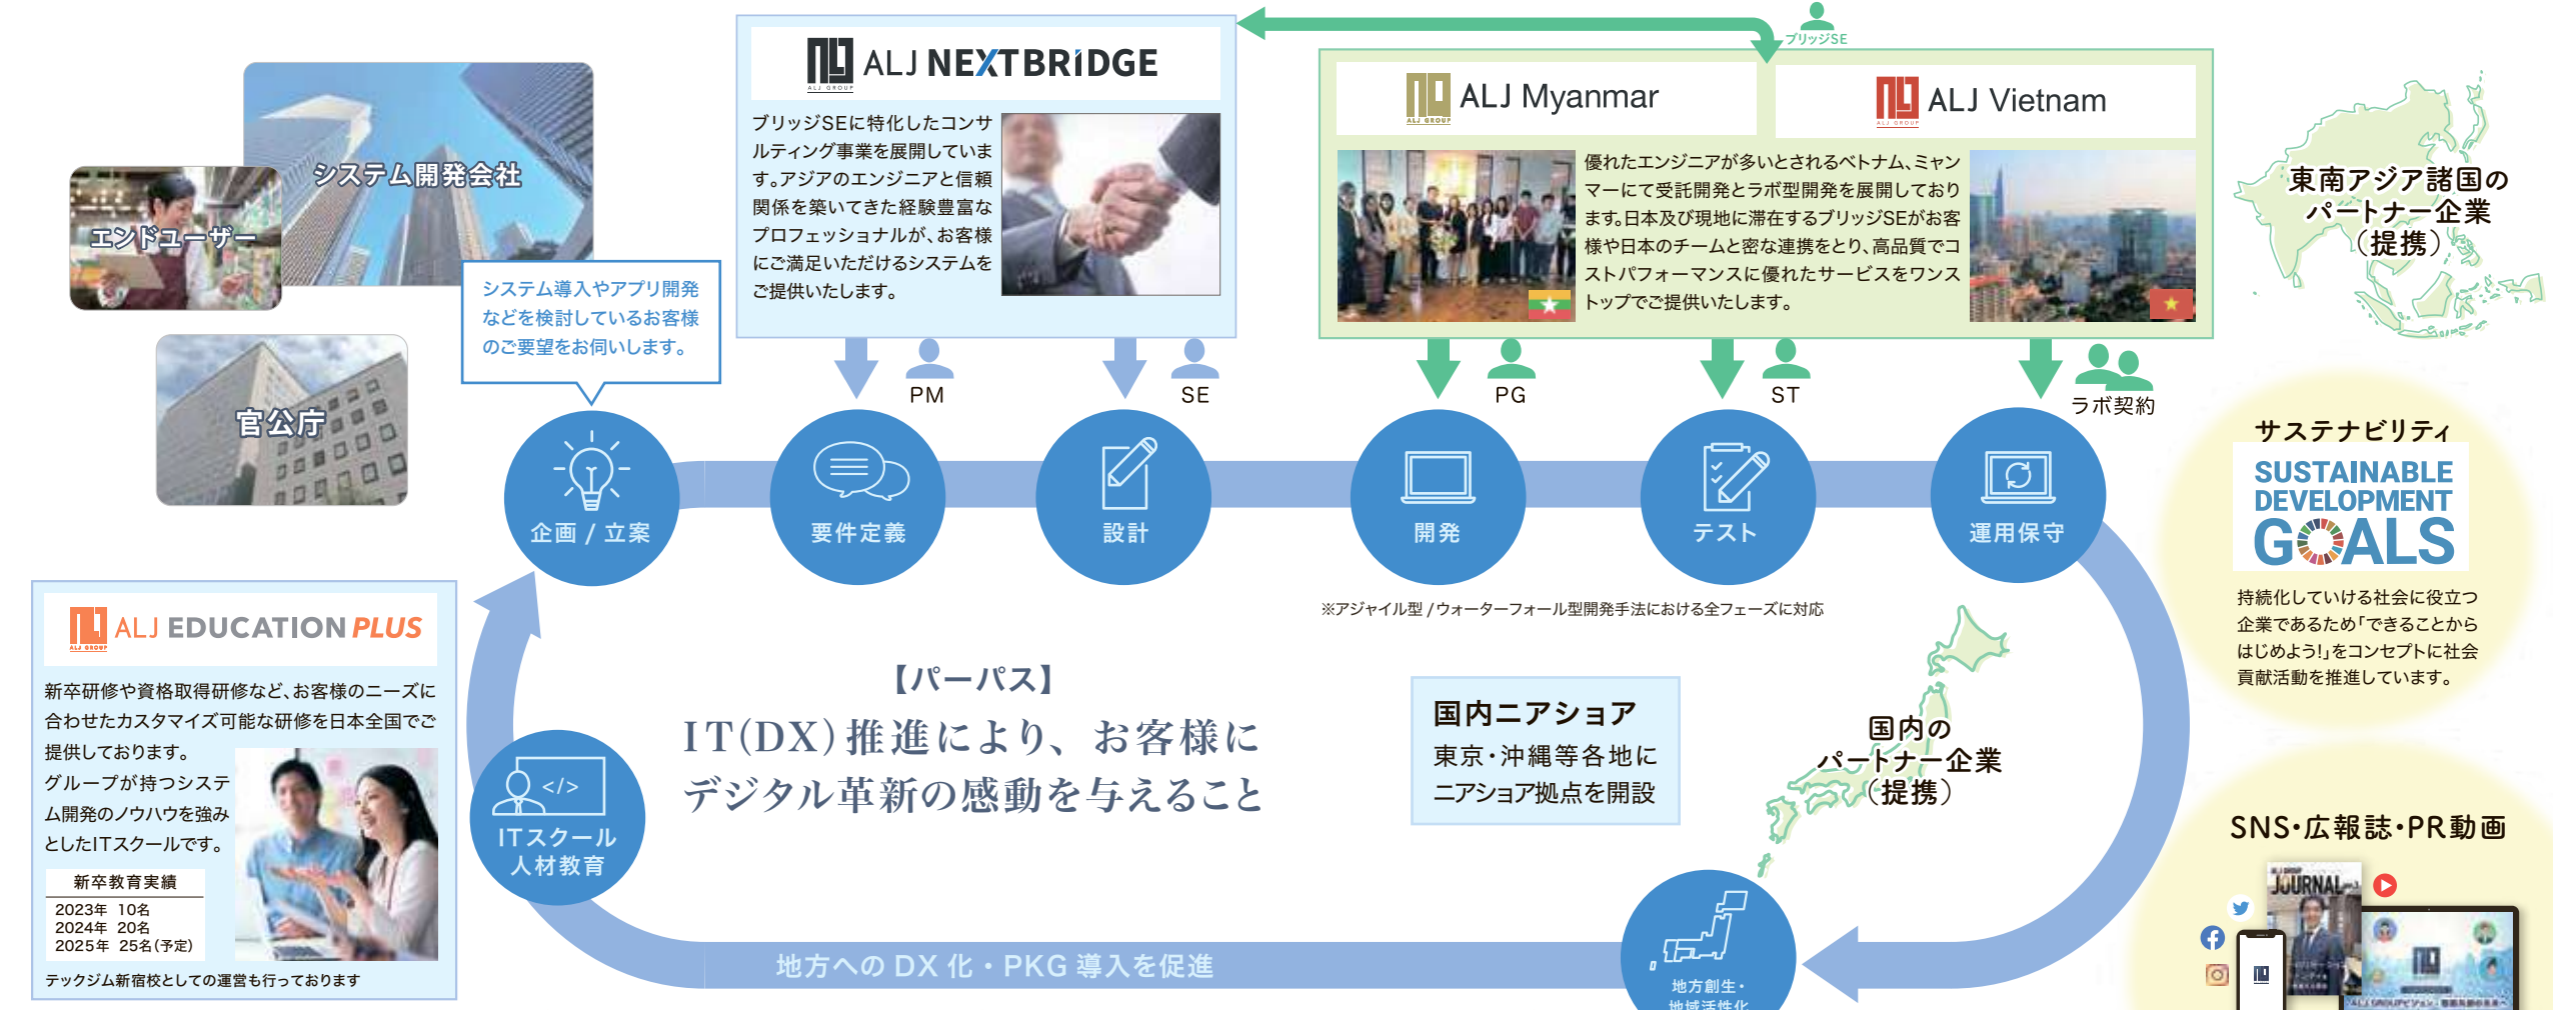 システム開発会社
エンドユーザー
官公庁
システム導入やアプリ開発
などを検討しているお客様
のご要望をお伺いします。
ALJ GROUP
ALJ NEXTBRIDGE
ブリッジSEに特化したコンサ
ルティング事業を展開していま
す。アジアのエンジニアと信頼
関係を築いてきた経験豊富な
プロフェッショナルが、お客様
にご満足いただけるシステムを
ご提供いたします。
ブリッジSE
ALJ GROUP
ALJ Myanmar
ALJ GROUP
ALJ Vietnam
優れたエンジニアが多いとされるベトナム、ミャン
マーにて受託開発とラボ型開発を展開しており
ます。日本及び現地に滞在するブリッジSEがお客
様や日本のチームと密な連携をとり、高品質でコ
ストパフォーマンスに優れたサービスをワンス
トップでご提供いたします。
東南アジア諸国の
パートナー企業
（提携）
PM
SE
PG
ST
ラボ契約
企画 / 立案
要件定義
設計
開発
テスト
運用保守
※アジャイル型 / ウォーターフォール型開発手法における全フェーズに対応
サステナビリティ
SUSTAINABLE
DEVELOPMENT
GOALS
持続化していける社会に役立つ
企業であるため「できることから
はじめよう!」をコンセプトに社会
貢献活動を推進しています。
ALJ GROUP
ALJ EDUCATION PLUS
新卒研修や資格取得研修など、お客様のニーズに
合わせたカスタマイズ可能な研修を日本全国でご
提供しております。
グループが持つシステ
ム開発のノウハウを強み
としたITスクールです。
新卒教育実績
2023年 10名
2024年 20名
2025年 25名(予定)
テックジム新宿校としての運営も行っております
</>
ITスクール
人材教育
【パーパス】
IT(DX)推進により、お客様に
デジタル革新の感動を与えること
国内ニアショア
東京・沖縄等各地に
ニアショア拠点を開設
国内の
パートナー企業
（提携）
地方へのDX化・PKG導入を促進
地方創生・
地域活性化
SNS・広報誌・PR動画
ALJ GROUP
JOURNAL